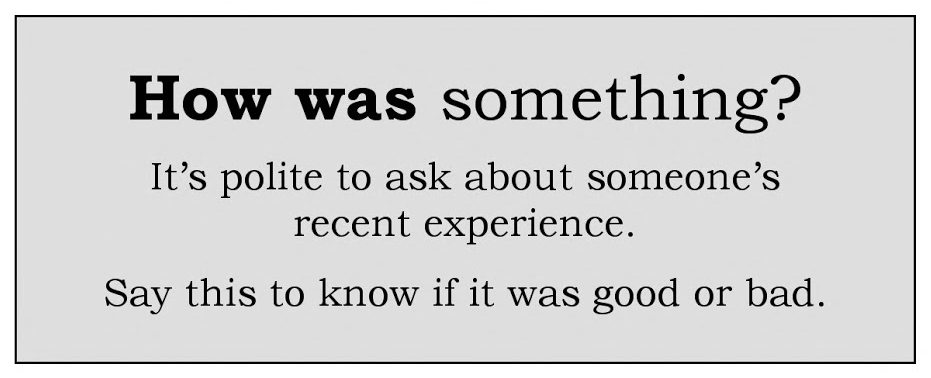 How was something?
It’s polite to ask about someone’s
recent experience.
Say this to know if it was good or bad.